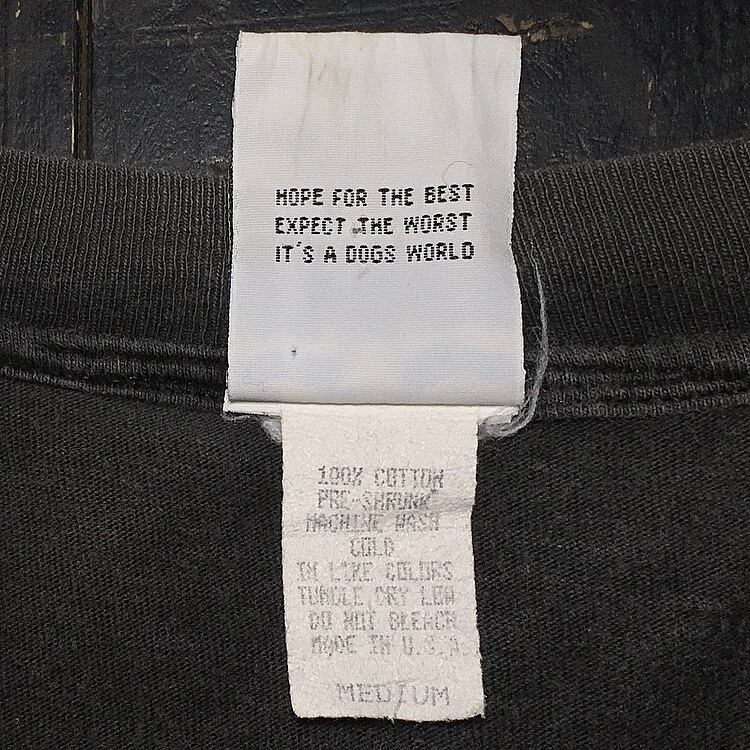 HOPE FOR THE BEST
EXPECT THE WORST
IT'S A DOGS WORLD
100% COTTON
PRE-SHRUNK
MACHINE WASH
COLD
IN LIKE COLORS
TUMBLE DRY LOW
DO NOT BLEACH
MADE IN U.S.A.
MEDIUM